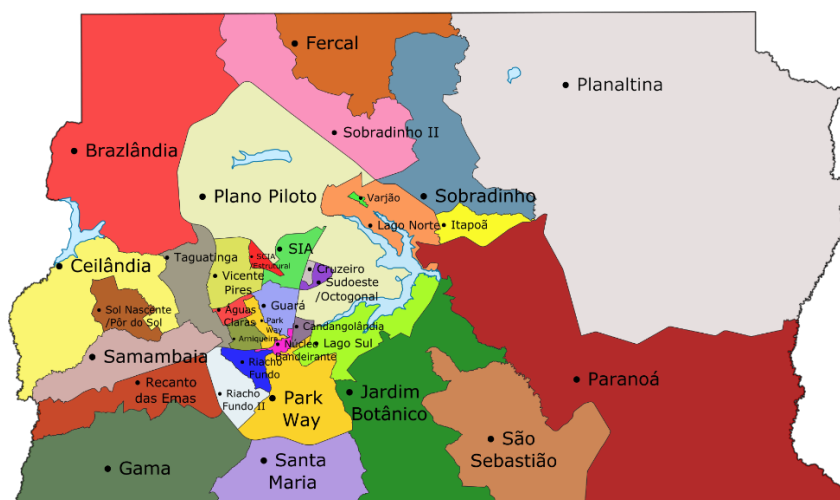 Fercal
Planaltina
Sobradinho II
Brazlândia
Plano Piloto
Varjão
Sobradinho
Lago Norte
Itapoã
Taguatinga
SIA
SCIA
/Estrutural
Ceilândia
Vicente
Pires
Cruzeiro
Sudoeste
/Octogonal
Sol Nascente
/Pôr do Sol
Águas
Claras
Guará
Park
Way
Candangolândia
Arniqueira
Núcleo
Bandeirante
Lago Sul
Samambaia
Riacho
Fundo
Recanto
das Emas
Riacho
Fundo II
Park
Way
Jardim
Botânico
Paranoá
São
Sebastião
Gama
Santa
Maria